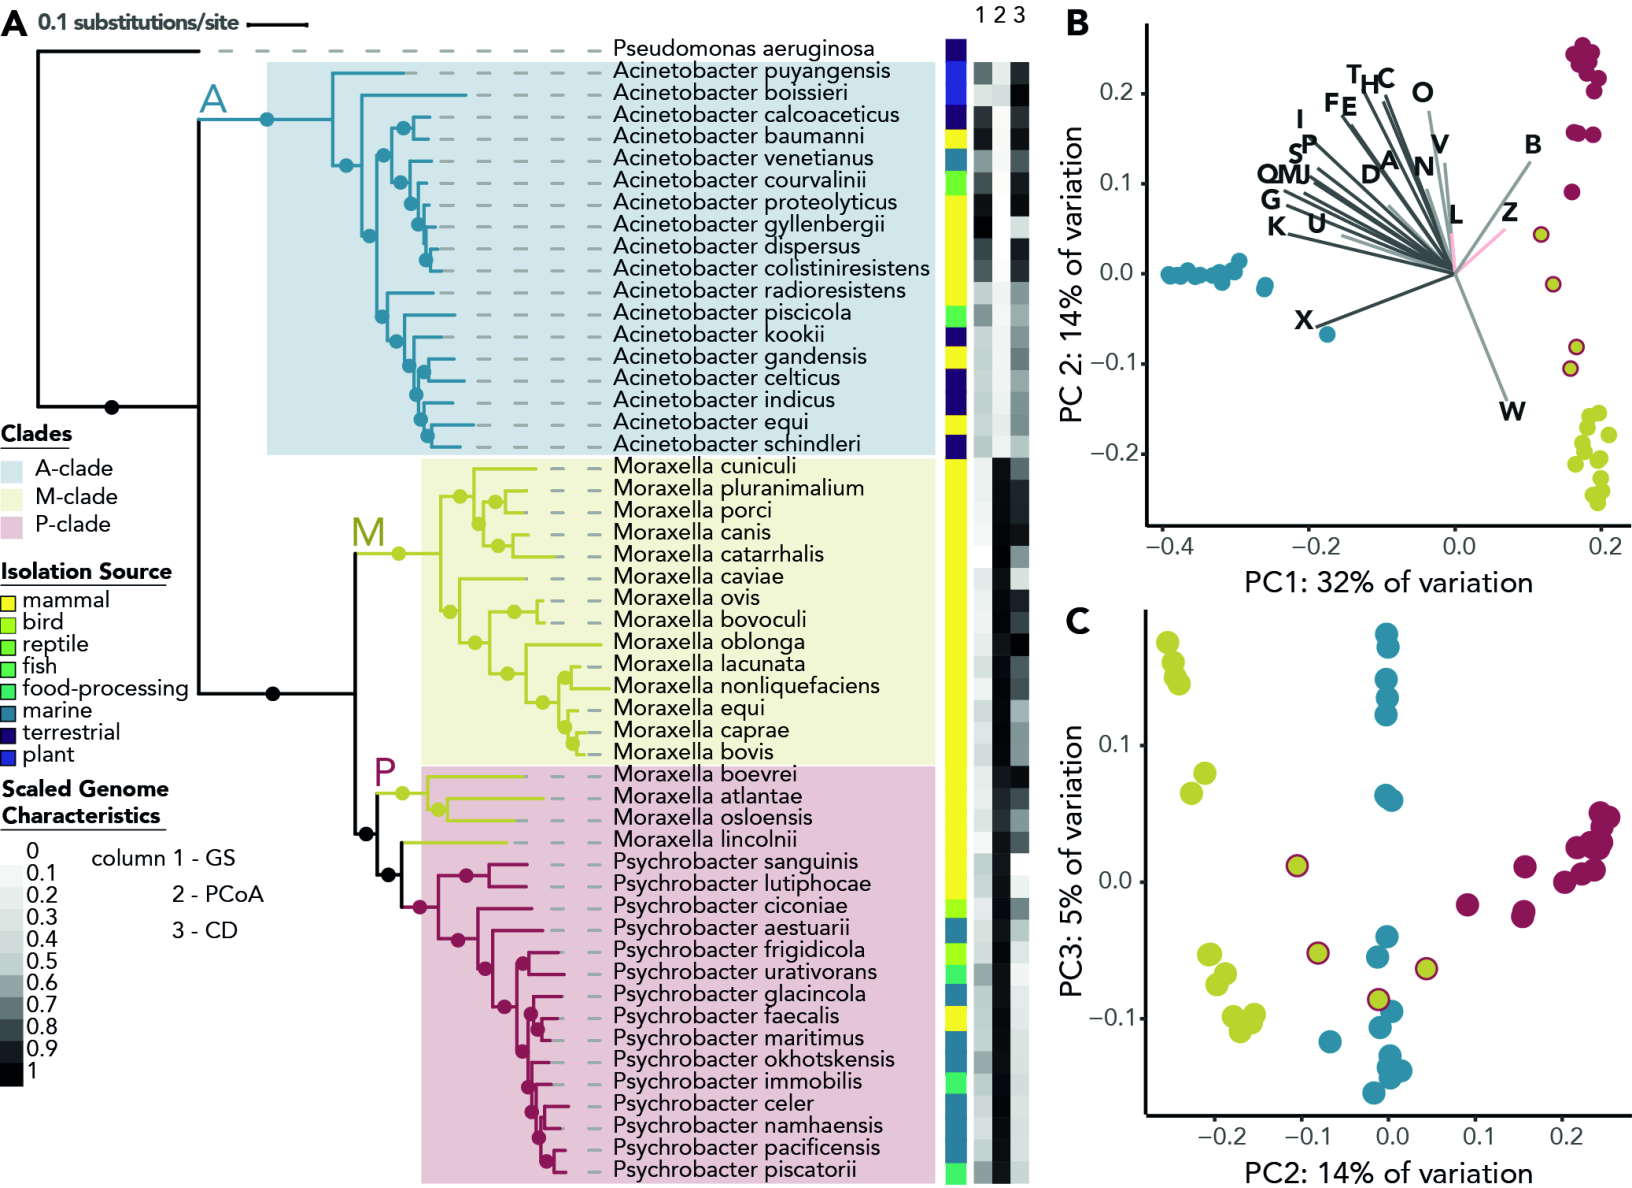 A
0.1 substitutions/site
1 2 3
Pseudomonas aeruginosa
Acinetobacter puyangensis
Acinetobacter boissieri
Acinetobacter calcoaceticus
Acinetobacter baumanni
Acinetobacter venetianus
Acinetobacter courvalinii
Acinetobacter proteolyticus
Acinetobacter gyllenbergii
Acinetobacter dispersus
Acinetobacter colistiniresistens
Acinetobacter radioresistens
Acinetobacter piscicola
Acinetobacter kookii
Acinetobacter gandensis
Acinetobacter celticus
Acinetobacter indicus
Acinetobacter equi
Acinetobacter schindleri
Moraxella cuniculi
Moraxella pluranimalium
Moraxella porci
Moraxella canis
Moraxella catarrhalis
Moraxella caviae
Moraxella ovis
Moraxella bovoculi
Moraxella oblonga
Moraxella lacunata
Moraxella nonliquefaciens
Moraxella equi
Moraxella caprae
Moraxella bovis
Moraxella boevrei
Moraxella atlantae
Moraxella osloensis
Moraxella lincolnii
Psychrobacter sanguinis
Psychrobacter lutiphocae
Psychrobacter ciconiae
Psychrobacter aestuarii
Psychrobacter frigidicola
Psychrobacter urativorans
Psychrobacter glacincola
Psychrobacter faecalis
Psychrobacter maritimus
Psychrobacter okhotskensis
Psychrobacter immobilis
Psychrobacter celer
Psychrobacter namhaensis
Psychrobacter pacificensis
Psychrobacter piscatorii
A
M
P
Clades
A-clade
M-clade
P-clade
Isolation Source
mammal
bird
reptile
fish
food-processing
marine
terrestrial
plant
Scaled Genome
Characteristics
0
0.1
0.2
0.3
0.4
0.5
0.6
0.7
0.8
0.9
1
column 1 - GS
2 - PCoA
3 - CD
B
PC 2: 14% of variation
0.2
0.1
0.0
−0.1
−0.2
T
H
C
O
F
E
I
P
S
V
B
A
N
D
Q
M
J
G
K
U
L
Z
X
W
−0.4
−0.2
0.0
0.2
PC1: 32% of variation
C
PC3: 5% of variation
0.1
0.0
−0.1
−0.2
−0.1
0.0
0.1
0.2
PC2: 14% of variation